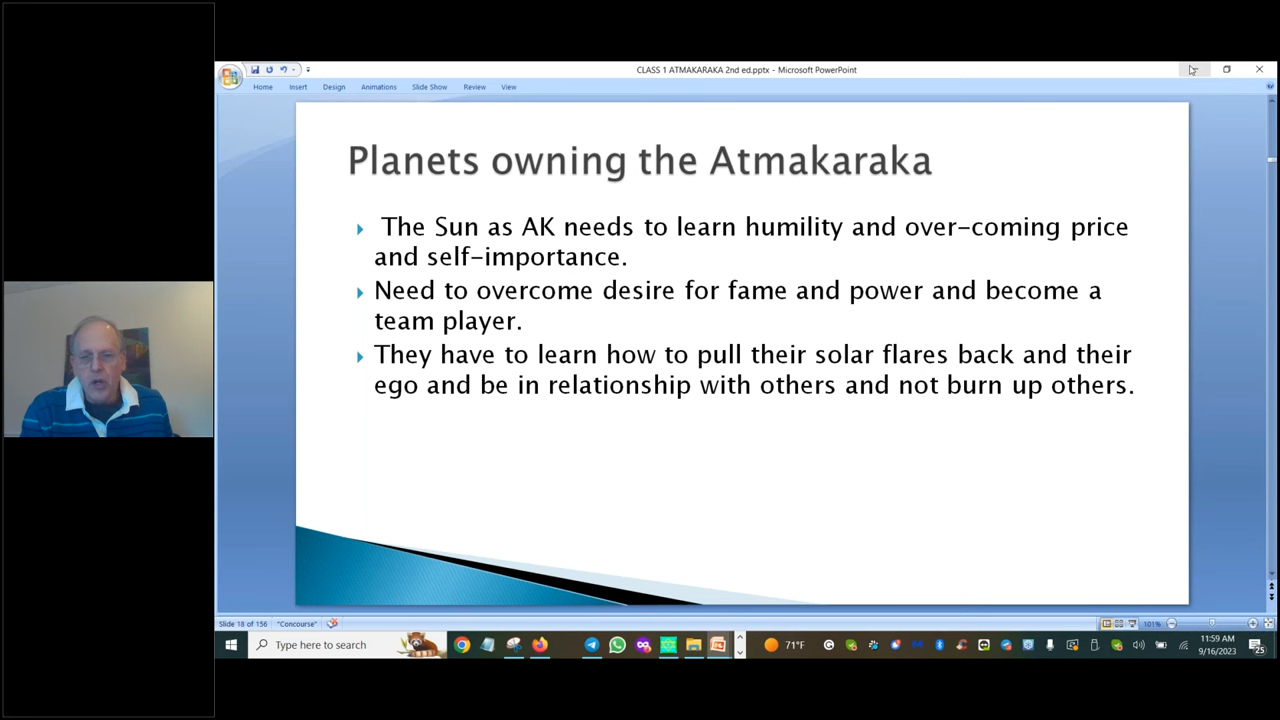 CLASS 1 ATMAKARAKA 2nd ed.pptx - Microsoft PowerPoint
Home Insert Design Animations Slide Show Review View
Planets owning the Atmakaraka
The Sun as AK needs to learn humility and over-coming price
and self-importance.
Need to overcome desire for fame and power and become a
team player.
They have to learn how to pull their solar flares back and their
ego and be in relationship with others and not burn up others.
Slide 18 of 156 "Concourse" 101%
Type here to search 71°F 11:59 AM
9/16/2023 25